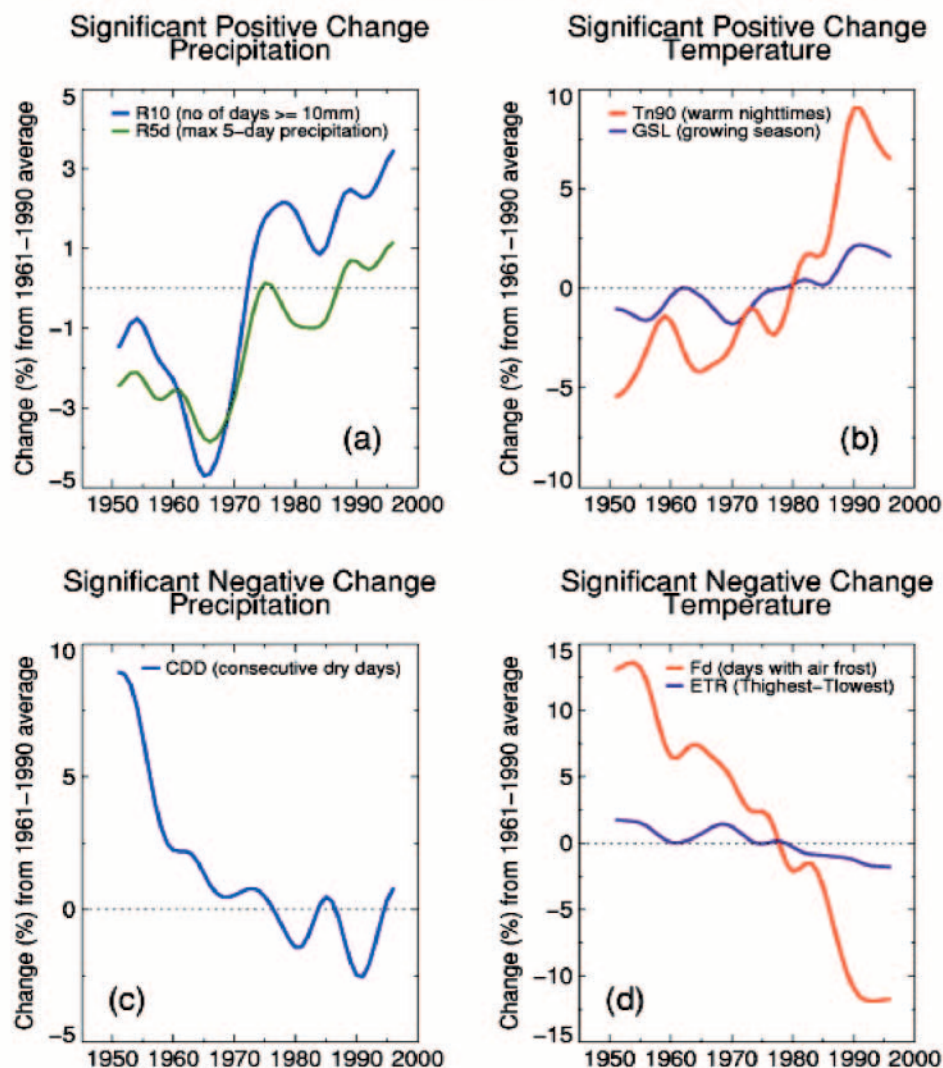 Significant Positive Change
Precipitation
Change (%) from 1961−1990 average
5
3
1
−1
−3
−5
R10 (no of days >= 10mm)
R5d (max 5−day precipitation)
(a)
1950 1960 1970 1980 1990 2000
Significant Positive Change
Temperature
Change (%) from 1961−1990 average
10
5
0
−5
−10
Tn90 (warm nighttimes)
GSL (growing season)
(b)
1950 1960 1970 1980 1990 2000
Significant Negative Change
Precipitation
Change (%) from 1961−1990 average
10
5
0
−5
CDD (consecutive dry days)
(c)
1950 1960 1970 1980 1990 2000
Significant Negative Change
Temperature
Change (%) from 1961−1990 average
15
10
5
0
−5
−10
−15
Fd (days with air frost)
ETR (Thighest−Tlowest)
(d)
1950 1960 1970 1980 1990 2000